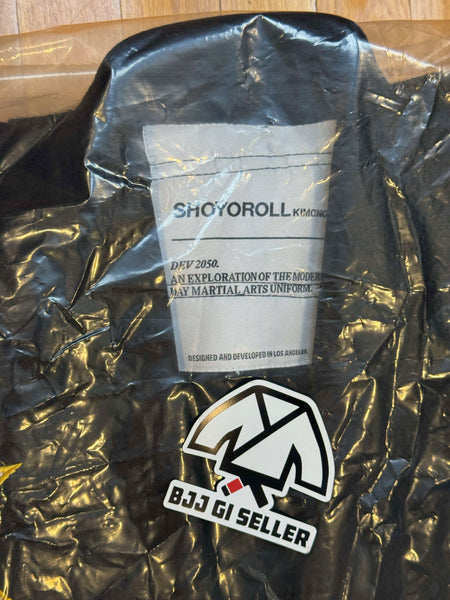 SHOYOROLL KIMONO
DEV 2050.
AN EXPLORATION OF THE MODERN
DAY MARTIAL ARTS UNIFORM.
DESIGNED AND DEVELOPED IN LOS ANGELES.
BJJ GI SELLER